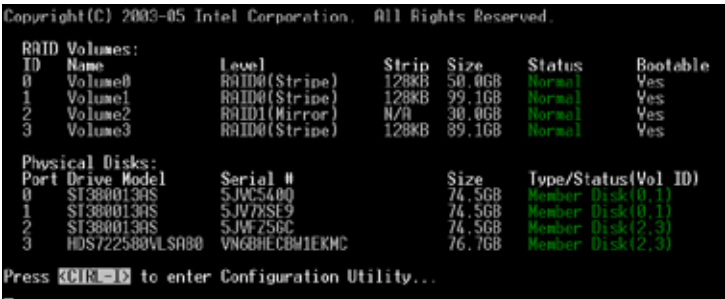 Copyright(C) 2003-05 Intel Corporation. All Rights Reserved.
RAID Volumes:
ID Name Level Strip Size Status Bootable
0 Volume0 RAID0(Stripe) 128KB 50.0GB Normal Yes
1 Volume1 RAID0(Stripe) 128KB 99.1GB Normal Yes
2 Volume2 RAID1(Mirror) N/A 30.0GB Normal Yes
3 Volume3 RAID0(Stripe) 128KB 89.1GB Normal Yes
Physical Disks:
Port Drive Model Serial # Size Type/Status(Vol ID)
0 ST380013AS 5JVC540Q 74.5GB Member Disk(0,1)
1 ST380013AS 5JV7XSE9 74.5GB Member Disk(0,1)
2 ST380013AS 5JVFZ5GC 74.5GB Member Disk(2,3)
3 HDS722580VLSA80 VN6BHECBW1EKMC 76.7GB Member Disk(2,3)
Press <CTRL-I> to enter Configuration Utility...